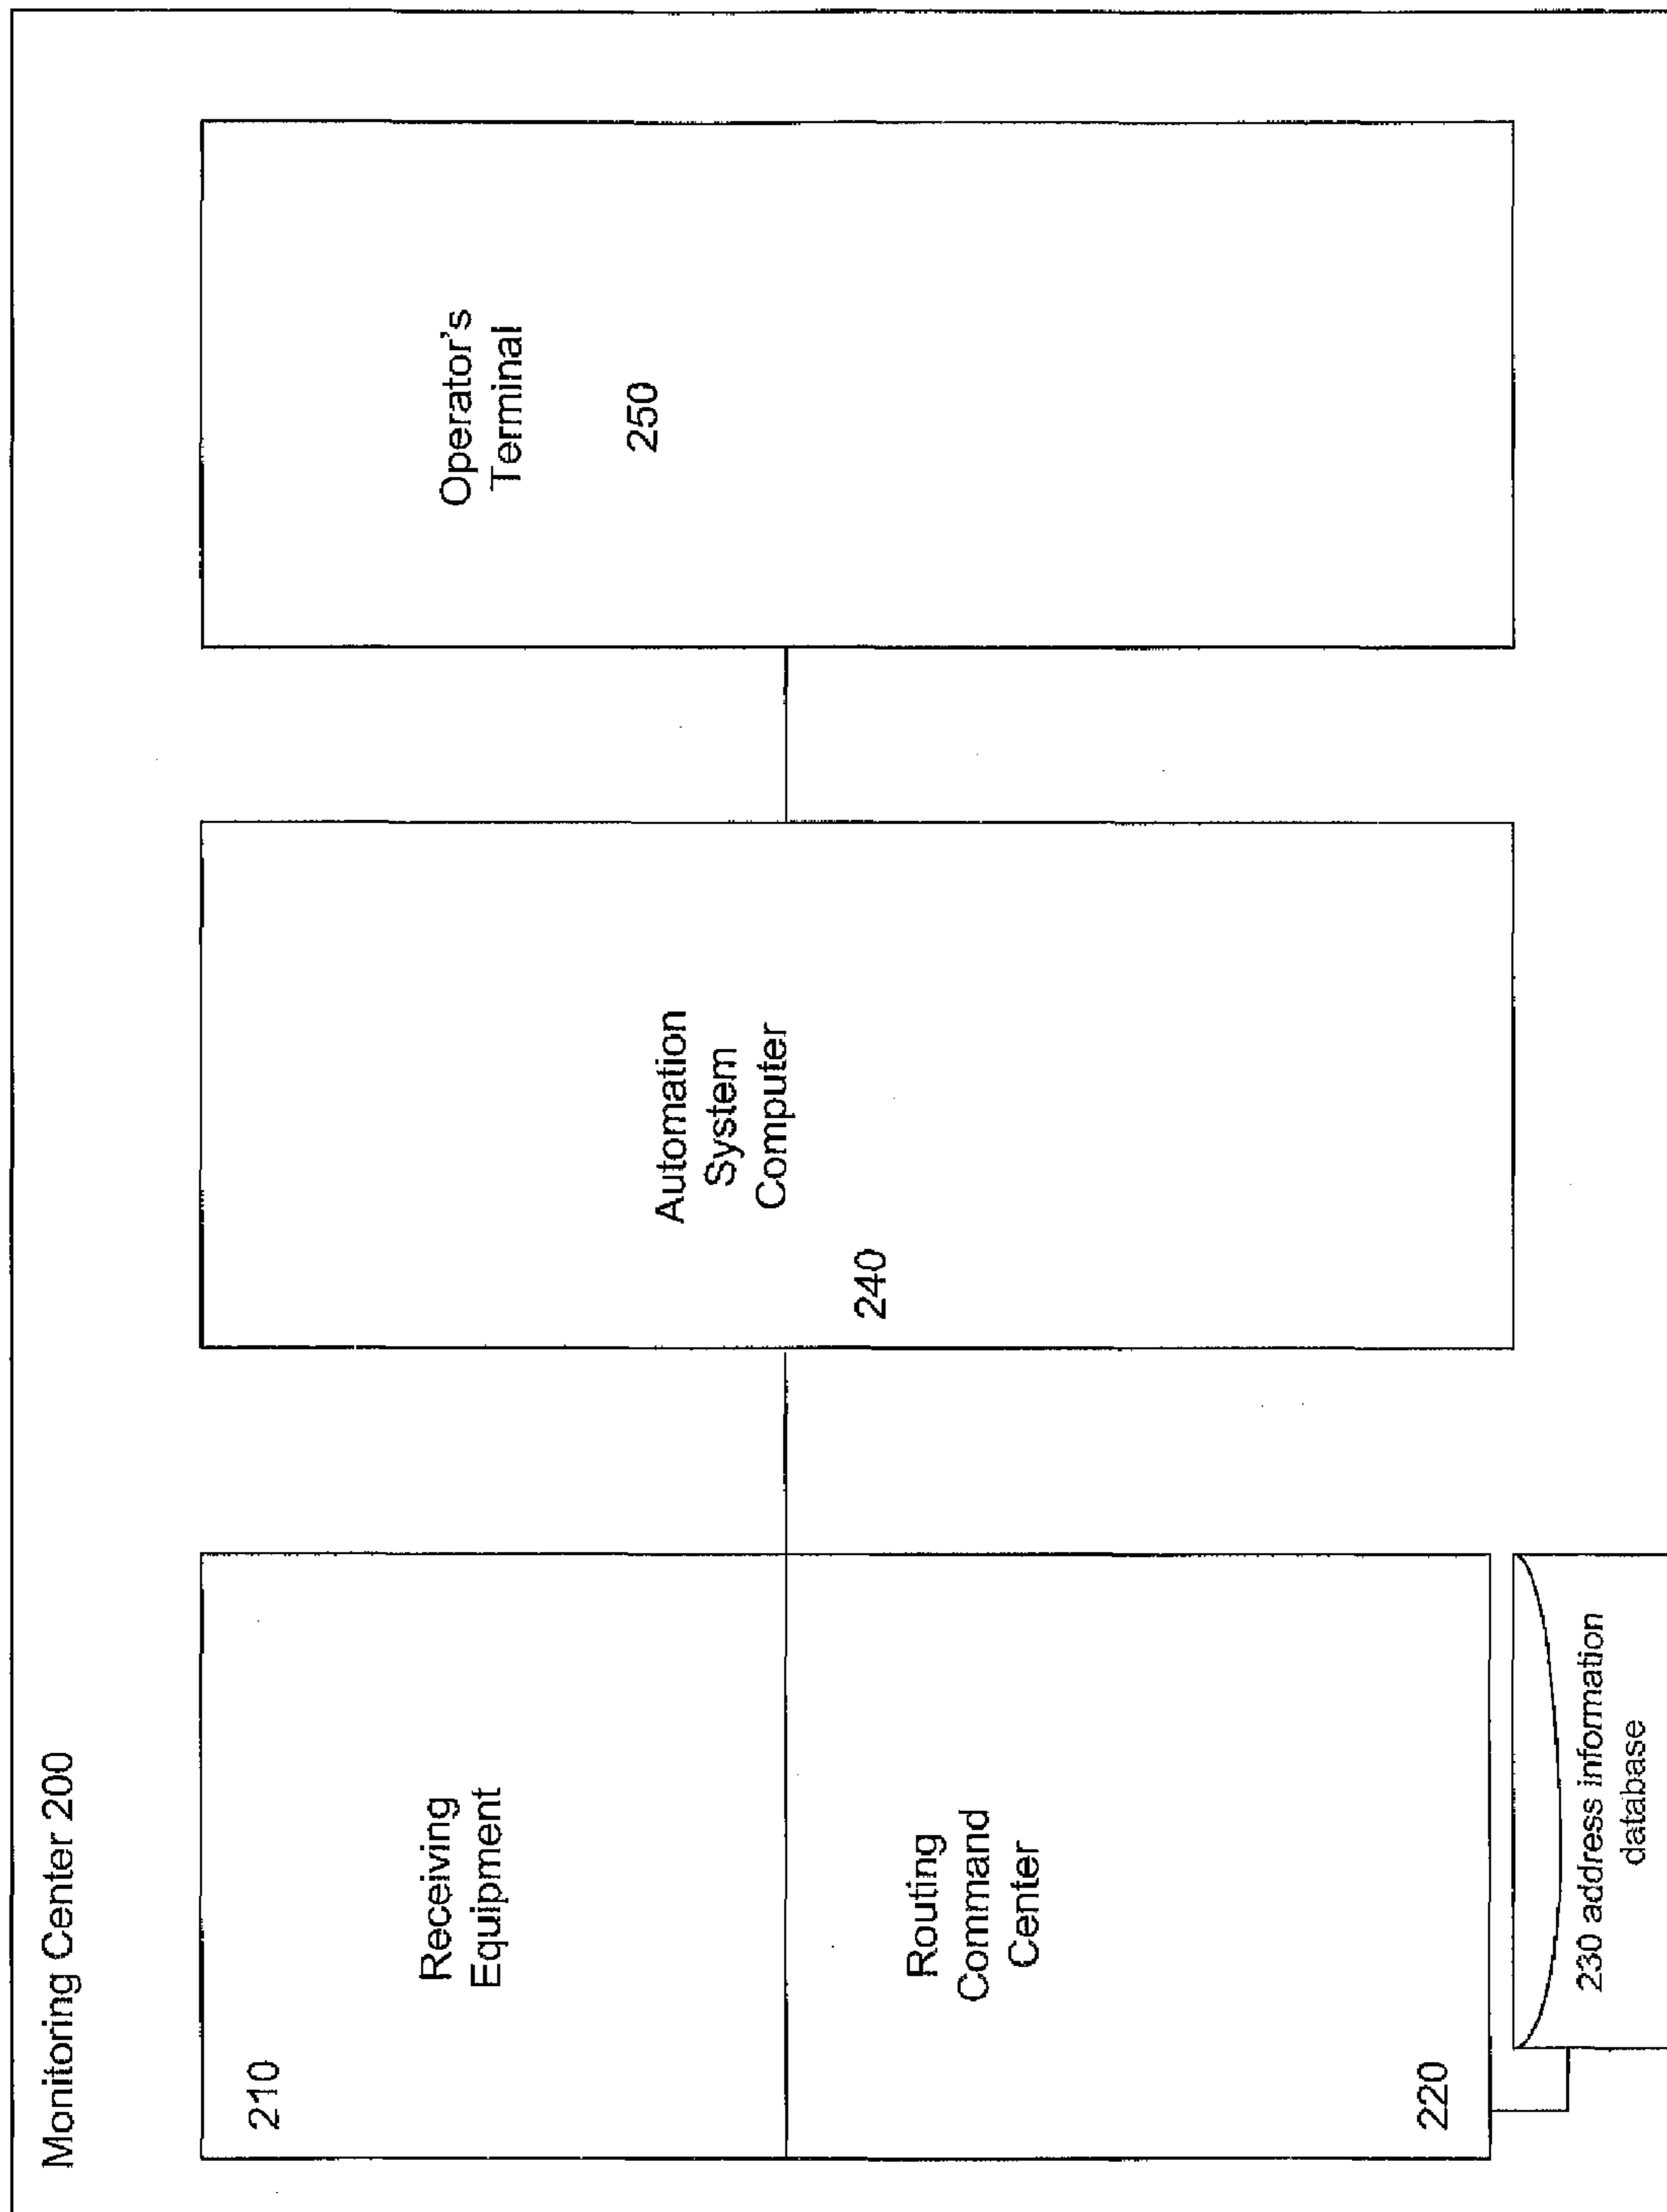 Monitoring Center 200
210
Receiving
Equipment
Routing
Command
Center
220
230 address information
database
Automation
System
Computer
240
Operator's
Terminal
250